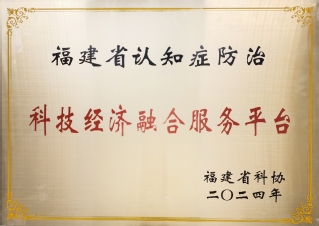 福建省认知症防治
科技经济融合服务平台
福建省科协
二〇二四年